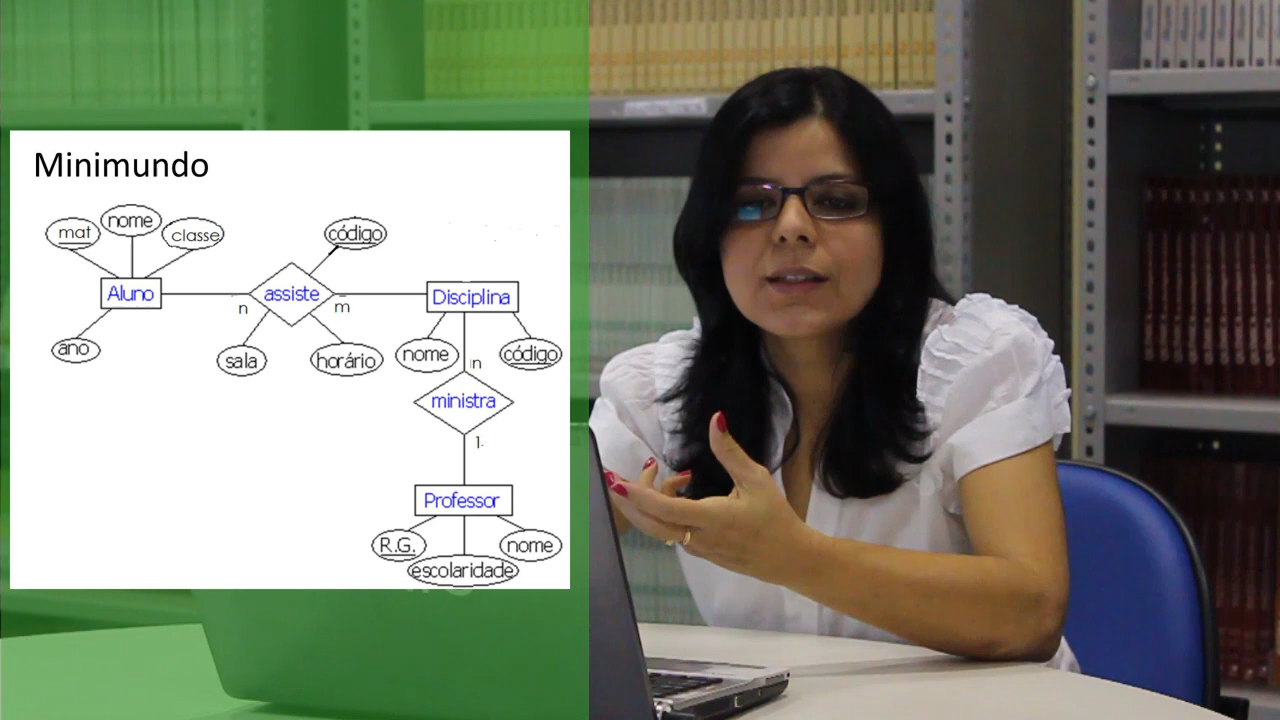 Minimundo
mat
nome
classe
código
Aluno
assiste
Disciplina
n
m
ano
sala
horário
nome
código
n
ministra
1
Professor
R.G.
nome
escolaridade